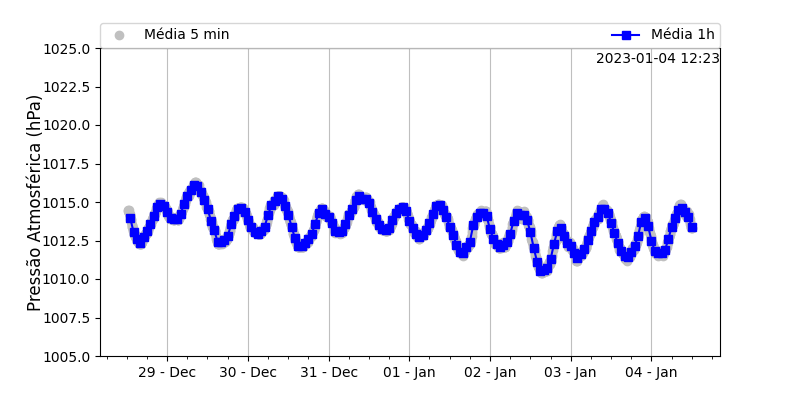 Média 5 min
Média 1h
2023-01-04 12:23
Pressão Atmosférica (hPa)
1025.0
1022.5
1020.0
1017.5
1015.0
1012.5
1010.0
1007.5
1005.0
29 - Dec
30 - Dec
31 - Dec
01 - Jan
02 - Jan
03 - Jan
04 - Jan